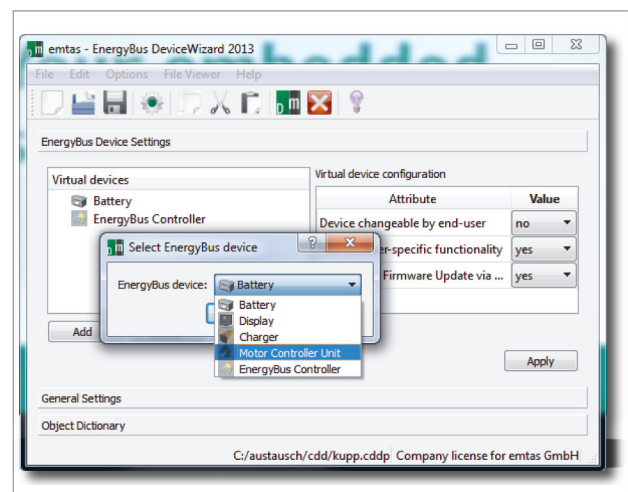 emtas - EnergyBus DeviceWizard 2013
File Edit Options File Viewer Help
EnergyBus Device Settings
Virtual devices
Battery
EnergyBus Controller
Virtual device configuration
Attribute Value
Device changeable by end-user no
er-specific functionality yes
Firmware Update via ... yes
Select EnergyBus device
EnergyBus device: Battery
Battery
Display
Charger
Motor Controller Unit
EnergyBus Controller
Add
Apply
General Settings
Object Dictionary
C:/austausch/cdd/kupp.cddp Company license for emtas GmbH